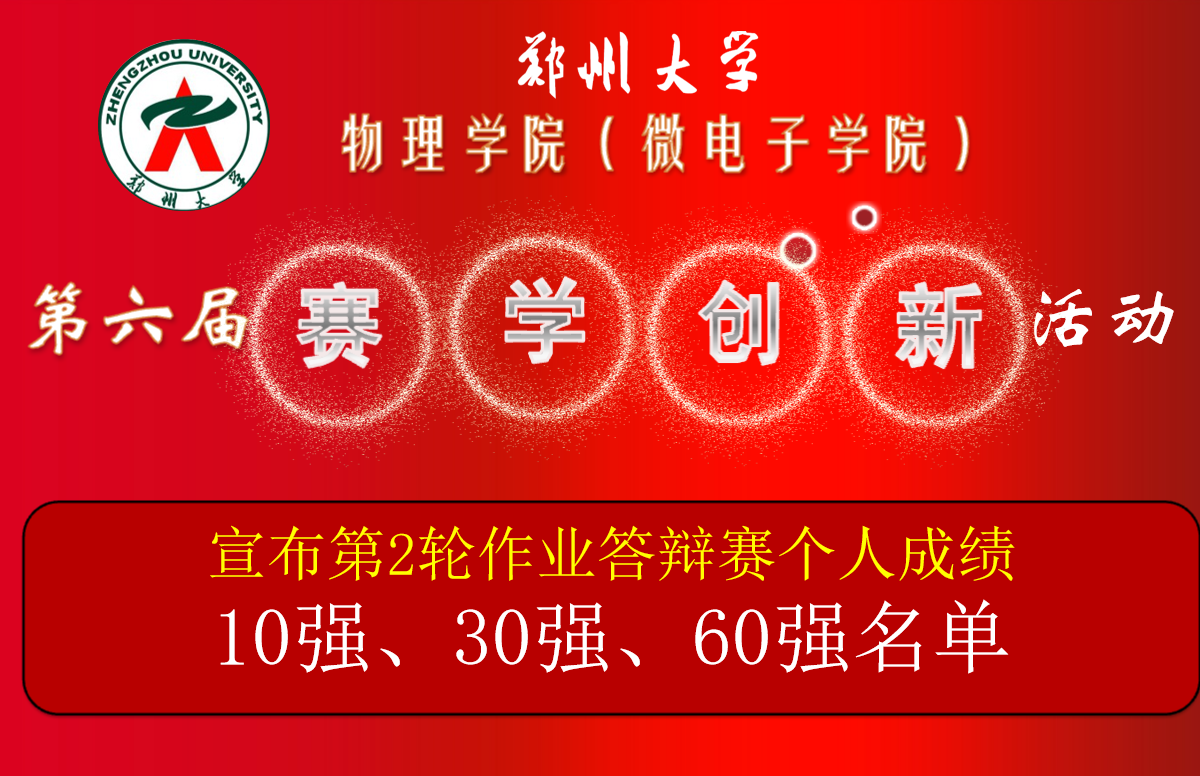 ZHENGZHOU UNIVERSITY
郑州大学
郑州大学
物理学院（微电子学院）
第六届赛学创新活动
宣布第2轮作业答辩赛个人成绩
10强、30强、60强名单